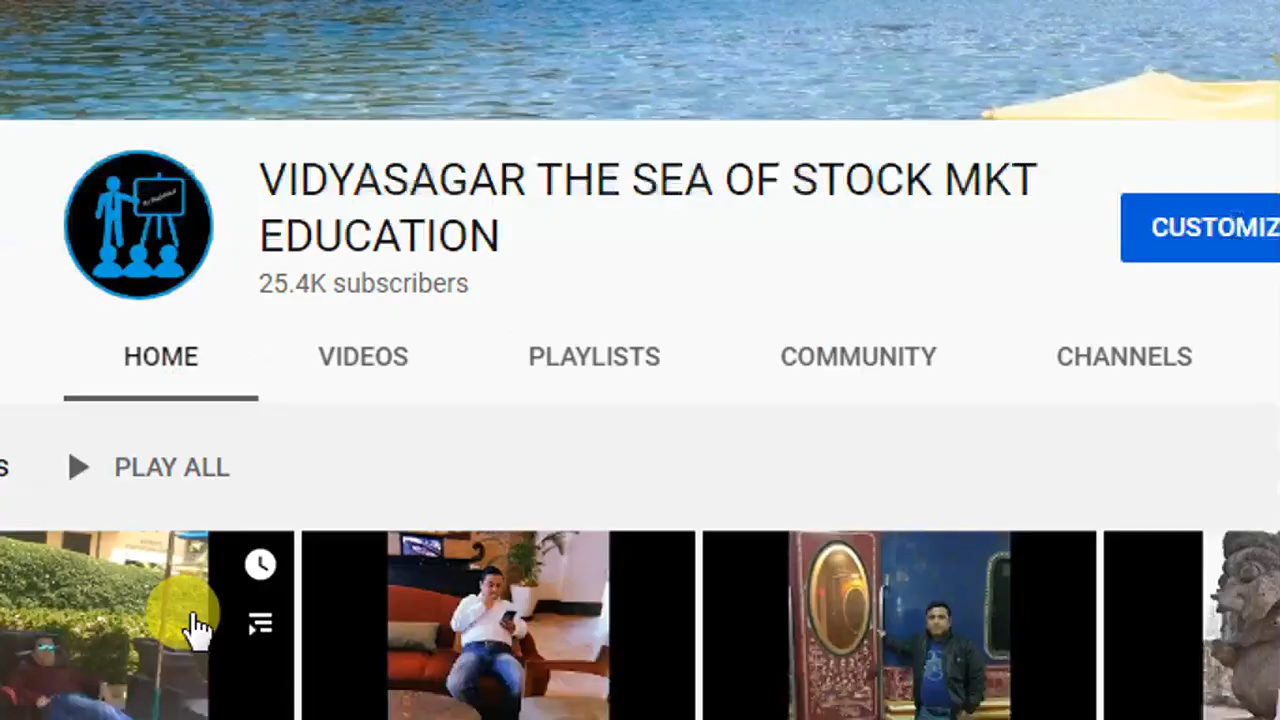 VIDYASAGAR THE SEA OF STOCK MKT
EDUCATION
CUSTOMIZ
25.4K subscribers
HOME VIDEOS PLAYLISTS COMMUNITY CHANNELS
S PLAY ALL